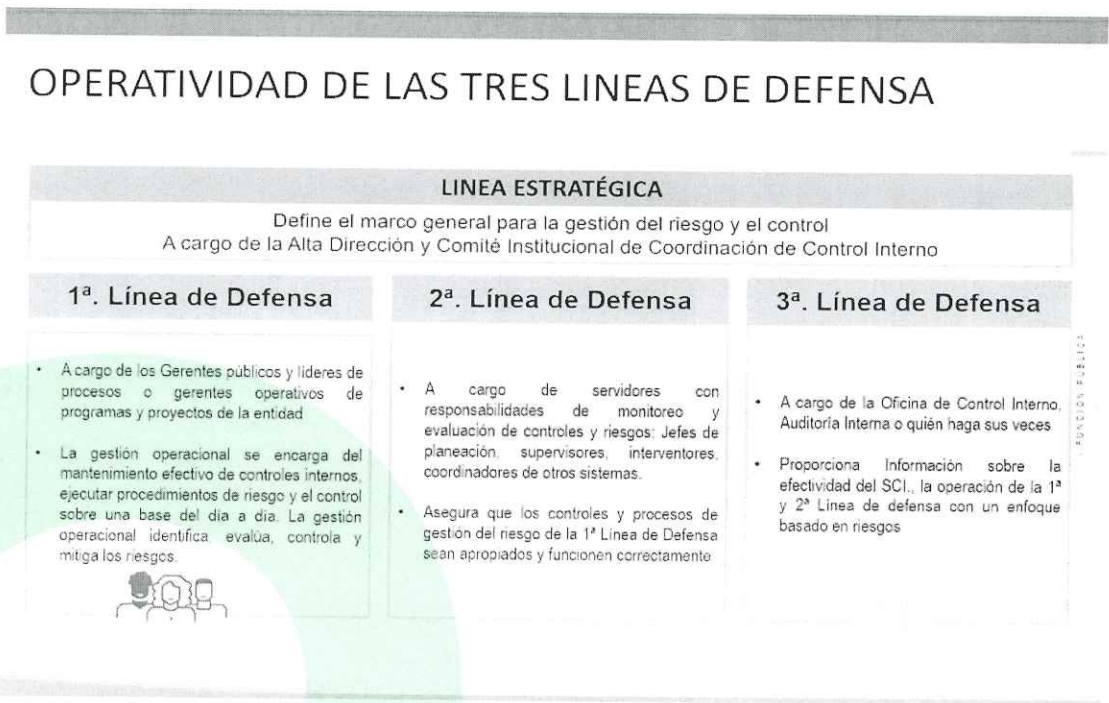 OPERATIVIDAD DE LAS TRES LINEAS DE DEFENSA
LINEA ESTRATÉGICA
Define el marco general para la gestión del riesgo y el control
A cargo de la Alta Dirección y Comité Institucional de Coordinación de Control Interno
1ª. Línea de Defensa
• A cargo de los Gerentes públicos y líderes de
procesos o gerentes operativos de
programas y proyectos de la entidad
• La gestión operacional se encarga del
mantenimiento efectivo de controles internos,
ejecutar procedimientos de riesgo y el control
sobre una base del día a día. La gestión
operacional identifica, evalúa, controla y
mitiga los riesgos.
2ª. Línea de Defensa
• A cargo de servidores con
responsabilidades de monitoreo y
evaluación de controles y riesgos: Jefes de
planeación, supervisores, interventores,
coordinadores de otros sistemas.
• Asegura que los controles y procesos de
gestión del riesgo de la 1ª Línea de Defensa
sean apropiados y funcionen correctamente
3ª. Línea de Defensa
• A cargo de la Oficina de Control Interno,
Auditoría Interna o quién haga sus veces
• Proporciona Información sobre la
efectividad del SCI., la operación de la 1ª
y 2ª Línea de defensa con un enfoque
basado en riesgos
FUNCIÓN PÚBLICA